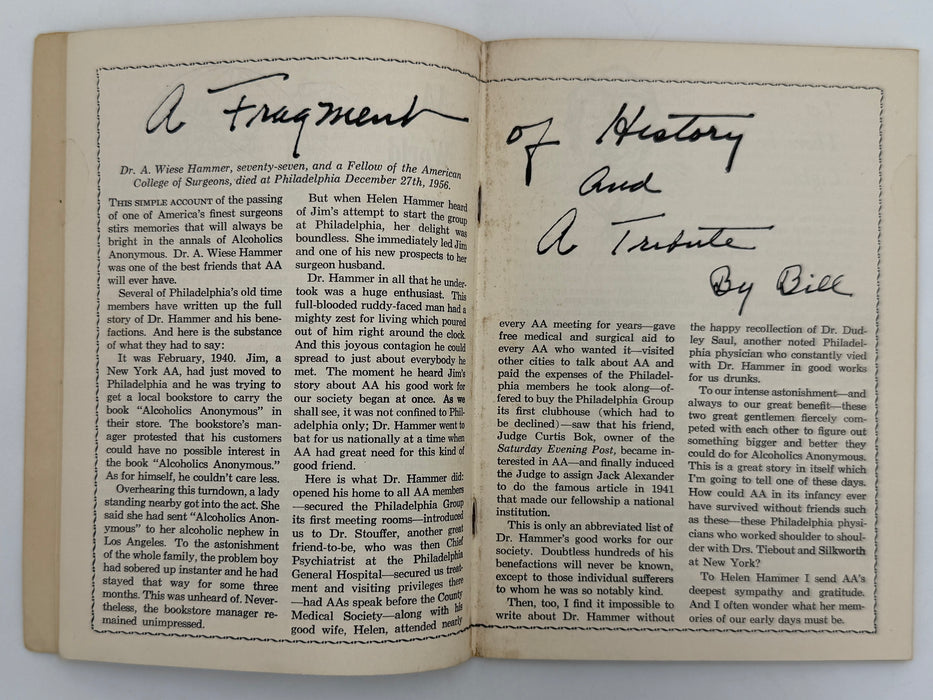 A Fragment of History
And
A Tribute
By Bill
Dr. A. Wiese Hammer, seventy-seven, and a Fellow of the American
College of Surgeons, died at Philadelphia December 27th, 1956.
THIS SIMPLE ACCOUNT of the passing
of one of America's finest surgeons
stirs memories that will always be
bright in the annals of Alcoholics
Anonymous. Dr. A. Wiese Hammer
was one of the best friends that AA
will ever have.
Several of Philadelphia's old time
members have written up the full
story of Dr. Hammer and his bene-
factions. And here is the substance
of what they had to say:
It was February, 1940. Jim, a
New York AA, had just moved to
Philadelphia and he was trying to
get a local bookstore to carry the
book "Alcoholics Anonymous" in
their store. The bookstore's man-
ager protested that his customers
could have no possible interest in
the book "Alcoholics Anonymous."
As for himself, he couldn't care less.
Overhearing this turndown, a lady
standing nearby got into the act. She
said she had sent "Alcoholics Anon-
ymous" to her alcoholic nephew in
Los Angeles. To the astonishment
of the whole family, the problem boy
had sobered up instanter and he had
stayed that way for some three
months. This was unheard of. Never-
theless, the bookstore manager re-
mained unimpressed.
But when Helen Hammer heard
of Jim's attempt to start the group
at Philadelphia, her delight was
boundless. She immediately led Jim
and one of his new prospects to her
surgeon husband.
Dr. Hammer in all that he under-
took was a huge enthusiast. This
full-blooded ruddy-faced man had a
mighty zest for living which poured
out of him right around the clock.
And this joyous contagion he could
spread to just about everybody he
met. The moment he heard Jim's
story about AA his good work for
our society began at once. As we
shall see, it was not confined to Phil-
adelphia only; Dr. Hammer went to
bat for us nationally at a time when
AA had great need for this kind of
good friend.
Here is what Dr. Hammer did:
opened his home to all AA members
—secured the Philadelphia Group
its first meeting rooms—introduced
us to Dr. Stouffer, another great
friend-to-be, who was then Chief
Psychiatrist at the Philadelphia
General Hospital—secured us treat-
ment and visiting privileges there
—had AAs speak before the County
Medical Society—along with his
good wife, Helen, attended nearly
every AA meeting for years—gave
free medical and surgical aid to
every AA who wanted it—visited
other cities to talk about AA and
paid the expenses of the Philadel-
phia members he took along—of-
fered to buy the Philadelphia Group
its first clubhouse (which had to
be declined)—saw that his friend,
Judge Curtis Bok, owner of the
Saturday Evening Post, became in-
terested in AA—and finally induced
the Judge to assign Jack Alexander
to do the famous article in 1941
that made our fellowship a national
institution.
This is only an abbreviated list of
Dr. Hammer's good works for our
society. Doubtless hundreds of his
benefactions will never be known,
except to those individual sufferers
to whom he was so notably kind.
Then, too, I find it impossible to
write about Dr. Hammer without
the happy recollection of Dr. Dud-
ley Saul, another noted Philadel-
phia physician who constantly vied
with Dr. Hammer in good works
for us drunks.
To our intense astonishment—and
always to our great benefit—these
two great gentlemen fiercely com-
peted with each other to figure out
something bigger and better they
could do for Alcoholics Anonymous.
This is a great story in itself which
I'm going to tell one of these days.
How could AA in its infancy ever
have survived without friends such
as these—these Philadelphia physi-
cians who worked shoulder to shoul-
der with Drs. Tiebout and Silkworth
at New York?
To Helen Hammer I send AA's
deepest sympathy and gratitude.
And I often wonder what her mem-
ories of our early days must be.